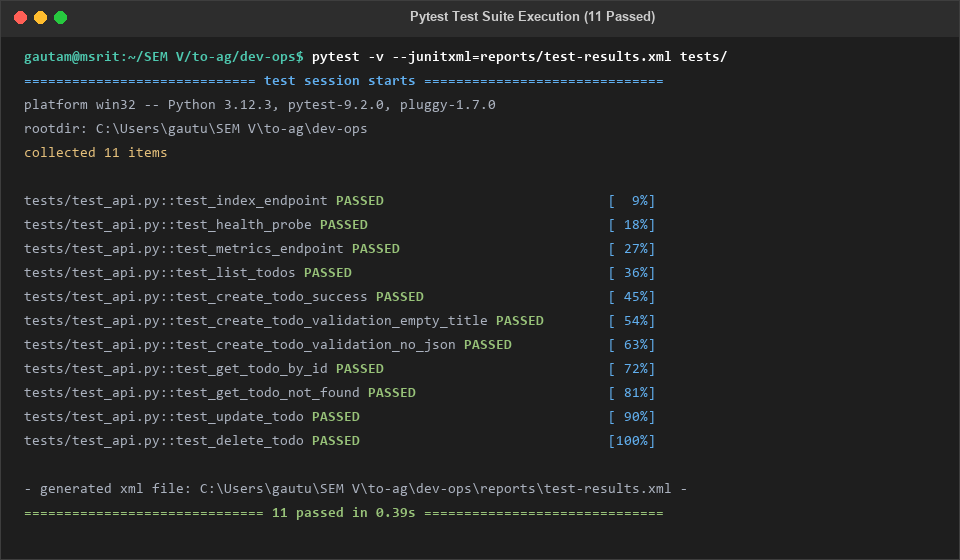 Pytest Test Suite Execution (11 Passed)
gautam@msrit:~/SEM V/to-ag/dev-ops$ pytest -v --junitxml=reports/test-results.xml tests/
============================= test session starts ==============================
platform win32 -- Python 3.12.3, pytest-9.2.0, pluggy-1.7.0
rootdir: C:\Users\gautu\SEM V\to-ag\dev-ops
collected 11 items
tests/test_api.py::test_index_endpoint PASSED [  9%]
tests/test_api.py::test_health_probe PASSED [ 18%]
tests/test_api.py::test_metrics_endpoint PASSED [ 27%]
tests/test_api.py::test_list_todos PASSED [ 36%]
tests/test_api.py::test_create_todo_success PASSED [ 45%]
tests/test_api.py::test_create_todo_validation_empty_title PASSED [ 54%]
tests/test_api.py::test_create_todo_validation_no_json PASSED [ 63%]
tests/test_api.py::test_get_todo_by_id PASSED [ 72%]
tests/test_api.py::test_get_todo_not_found PASSED [ 81%]
tests/test_api.py::test_update_todo PASSED [ 90%]
tests/test_api.py::test_delete_todo PASSED [100%]
- generated xml file: C:\Users\gautu\SEM V\to-ag\dev-ops\reports\test-results.xml -
============================== 11 passed in 0.39s ==============================